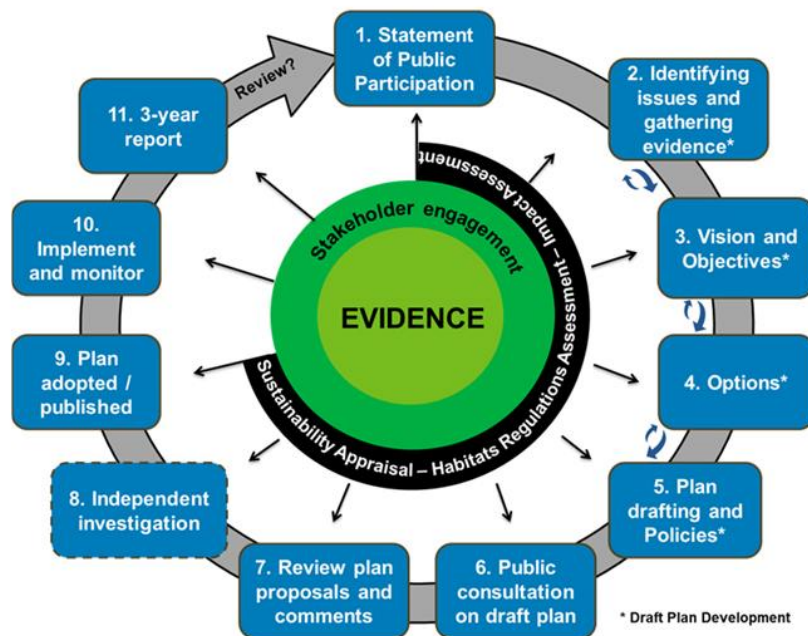 1. Statement
of Public
Participation
2. Identifying
issues and
gathering
evidence*
3. Vision and
Objectives*
4. Options*
5. Plan
drafting and
Policies*
6. Public
consultation
on draft plan
7. Review plan
proposals and
comments
8. Independent
investigation
9. Plan
adopted /
published
10.
Implement
and monitor
11. 3-year
report
Review?
Stakeholder engagement
EVIDENCE
Sustainability Appraisal – Habitats Regulations Assessment – Impact Assessment
* Draft Plan Development